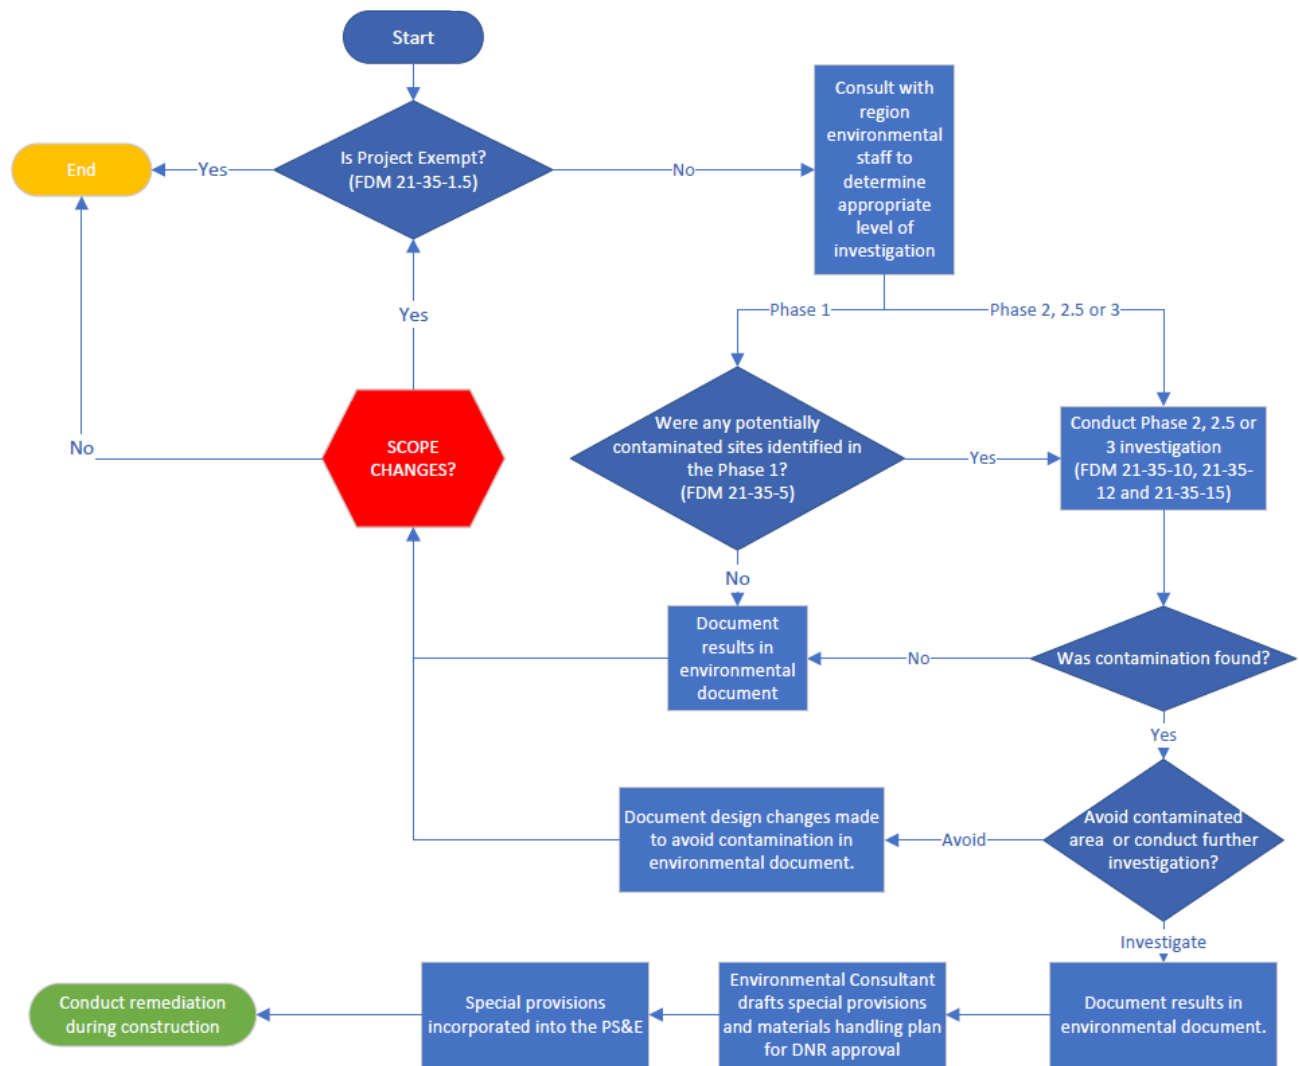 Start
Is Project Exempt?
(FDM 21-35-1.5)
Yes
End
No
Consult with
region
environmental
staff to
determine
appropriate
level of
investigation
Phase 1
Phase 2, 2.5 or 3
Yes
SCOPE
CHANGES?
No
Were any potentially
contaminated sites identified in
the Phase 1?
(FDM 21-35-5)
Yes
Conduct Phase 2, 2.5 or
3 investigation
(FDM 21-35-10, 21-35-
12 and 21-35-15)
No
Document
results in
environmental
document
No
Was contamination found?
Yes
Avoid contaminated
area or conduct further
investigation?
Avoid
Document design changes made
to avoid contamination in
environmental document.
Investigate
Document results in
environmental document.
Environmental Consultant
drafts special provisions
and materials handling plan
for DNR approval
Special provisions
incorporated into the PS&E
Conduct remediation
during construction